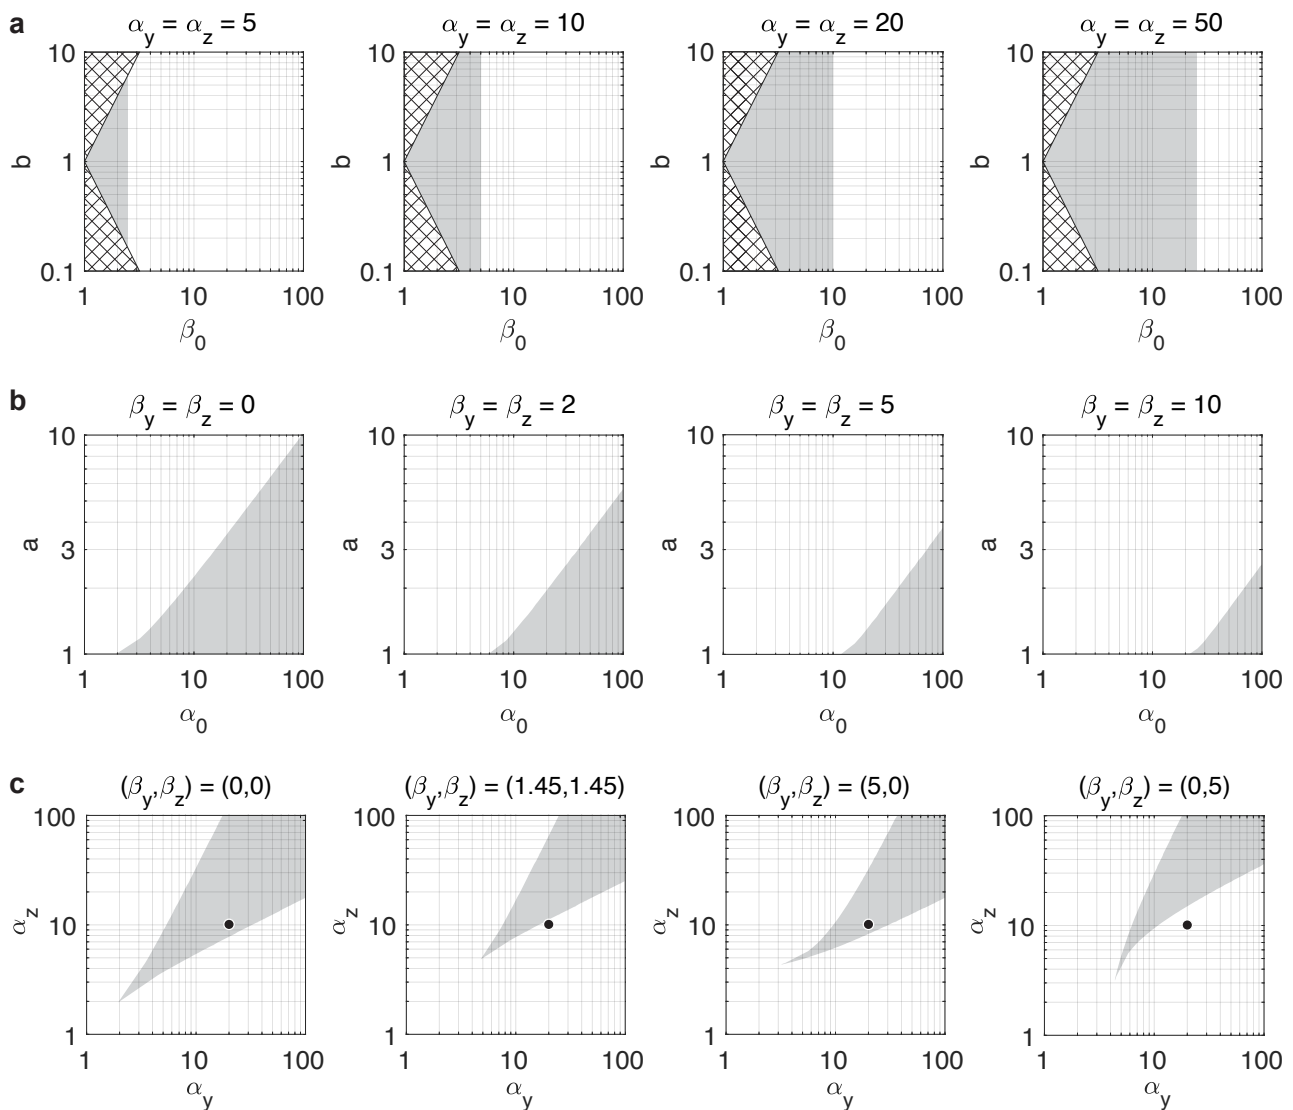 a
α_y = α_z = 5
α_y = α_z = 10
α_y = α_z = 20
α_y = α_z = 50
10 10 10 10
b b b b
1 1 1 1
0.1 0.1 0.1 0.1
1 10 100 1 10 100 1 10 100 1 10 100
β_0 β_0 β_0 β_0
b
β_y = β_z = 0
β_y = β_z = 2
β_y = β_z = 5
β_y = β_z = 10
10 10 10 10
a a a a
3 3 3 3
1 1 1 1
1 10 100 1 10 100 1 10 100 1 10 100
α_0 α_0 α_0 α_0
c
(β_y,β_z) = (0,0)
(β_y,β_z) = (1.45,1.45)
(β_y,β_z) = (5,0)
(β_y,β_z) = (0,5)
100 100 100 100
α_z α_z α_z α_z
10 10 10 10
1 1 1 1
1 10 100 1 10 100 1 10 100 1 10 100
α_y α_y α_y α_y